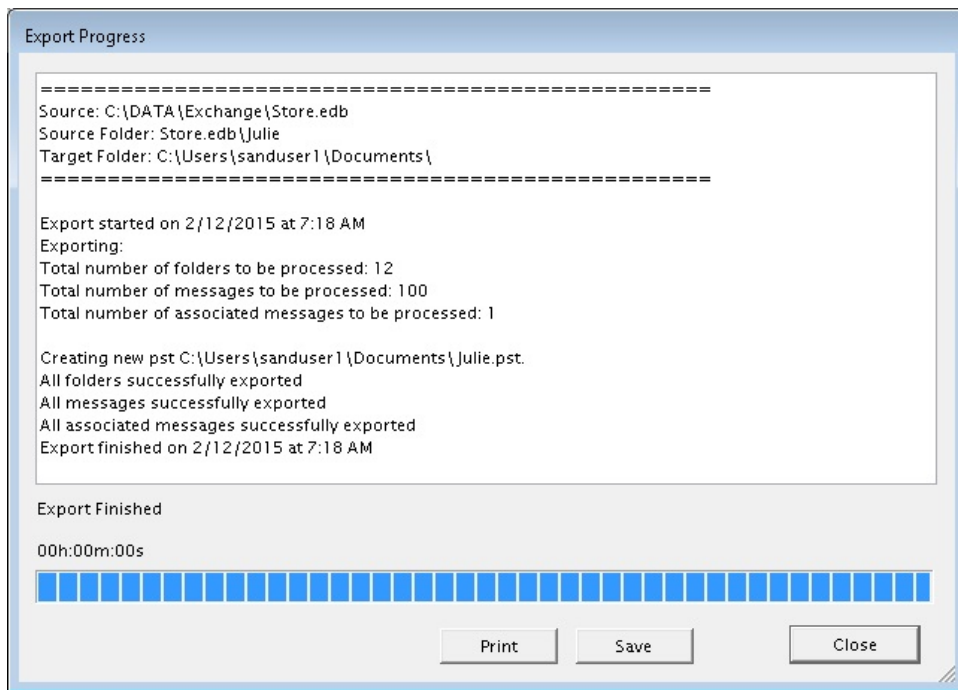 Export Progress
==================================================
Source: C:\DATA\Exchange\Store.edb
Source Folder: Store.edb\Julie
Target Folder: C:\Users\sanduser1\Documents\
==================================================
Export started on 2/12/2015 at 7:18 AM
Exporting:
Total number of folders to be processed: 12
Total number of messages to be processed: 100
Total number of associated messages to be processed: 1
Creating new pst C:\Users\sanduser1\Documents\Julie.pst.
All folders successfully exported
All messages successfully exported
All associated messages successfully exported
Export finished on 2/12/2015 at 7:18 AM
Export Finished
00h:00m:00s
Print Save Close